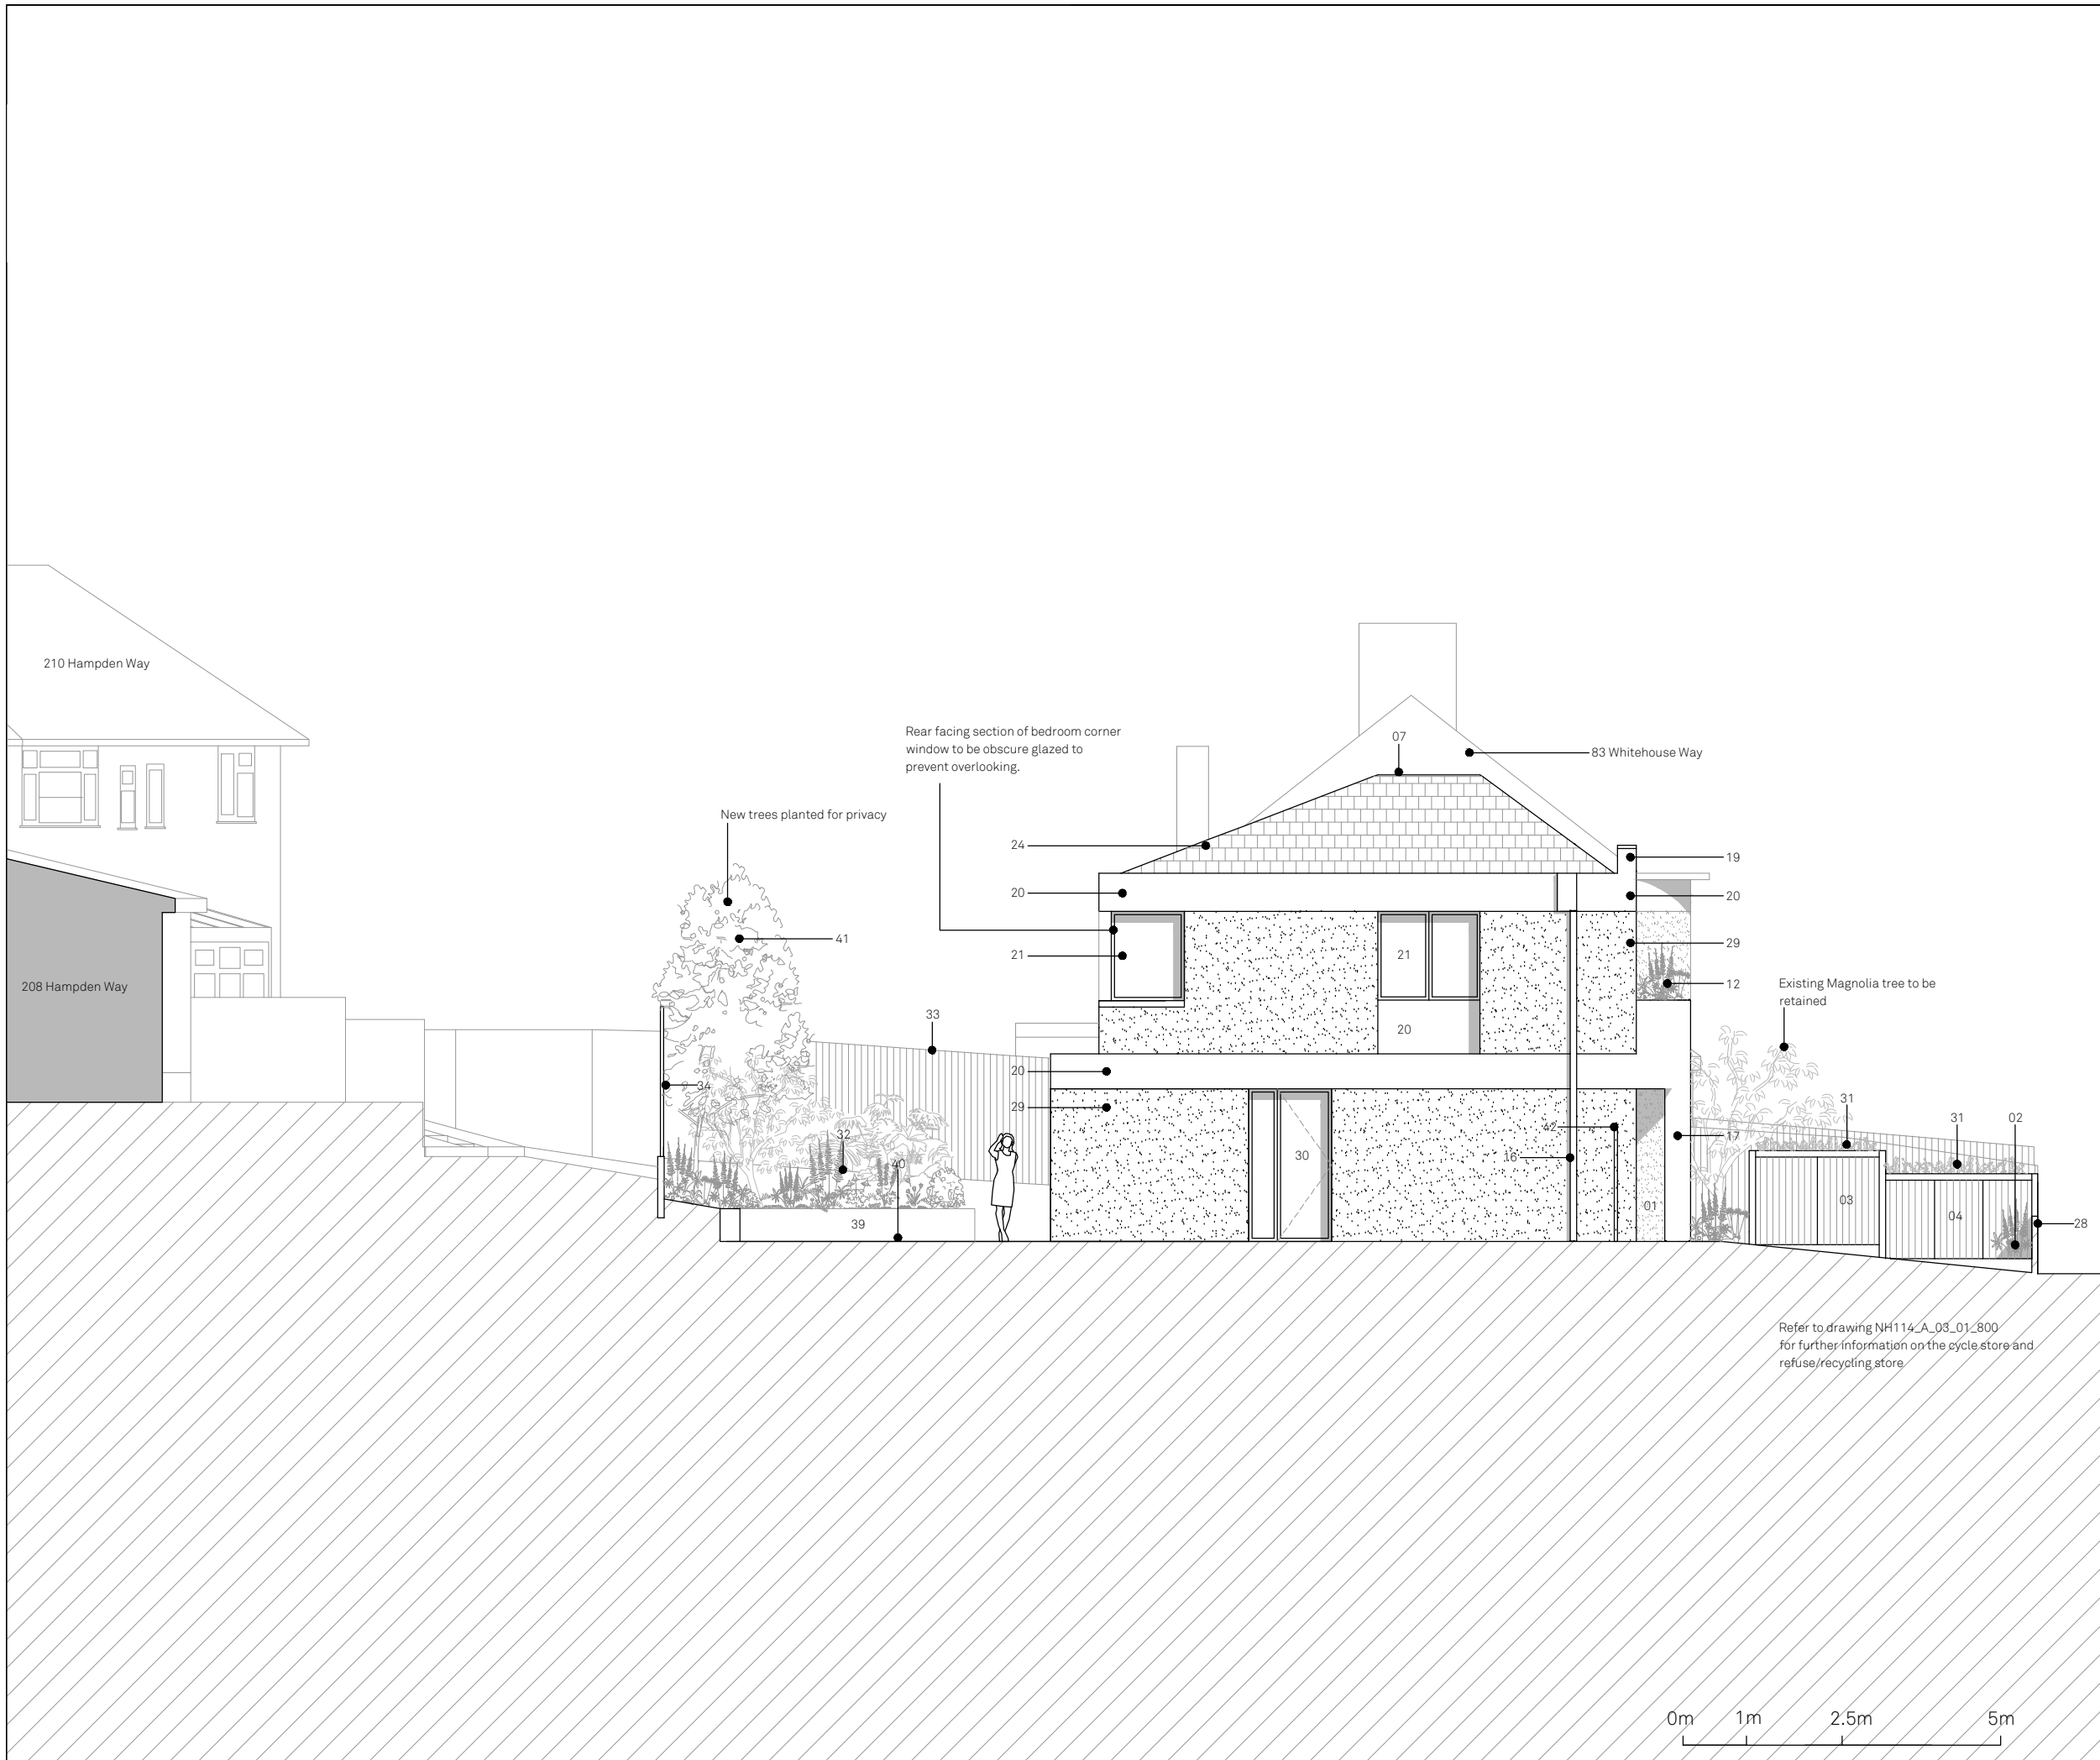 210 Hampden Way
208 Hampden Way
New trees planted for privacy
41
34
33
32
40
39
Rear facing section of bedroom corner
window to be obscure glazed to
prevent overlooking.
07
83 Whitehouse Way
24
19
20
20
29
21
21
12
20
20
29
30
42
16
17
01
Existing Magnolia tree to be
retained
31
31
02
03
04
28
Refer to drawing NH114_A_03_01_800
for further information on the cycle store and
refuse/recycling store
0m 1m 2.5m 5m